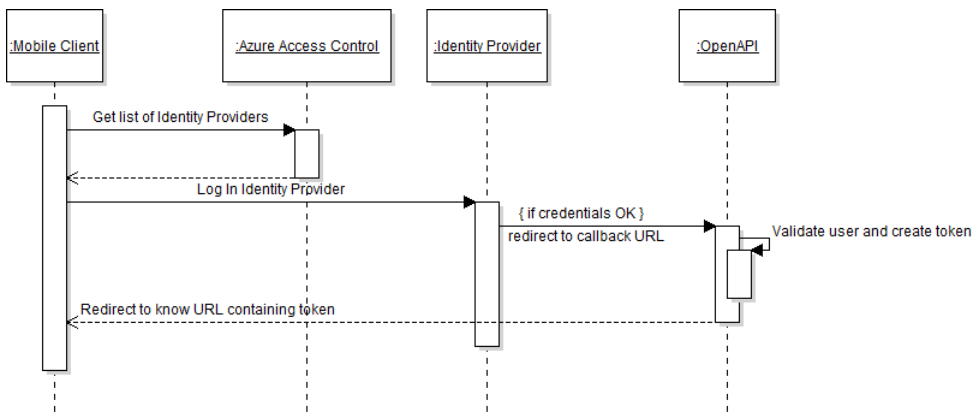 :Mobile Client
:Azure Access Control
:Identity Provider
:OpenAPI
Get list of Identity Providers
Log In Identity Provider
{ if credentials OK }
redirect to callback URL
Validate user and create token
Redirect to know URL containing token